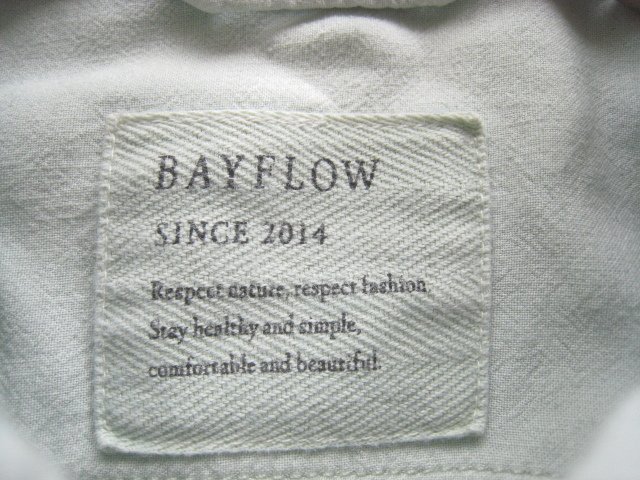 BAYFLOW
SINCE 2014
Respect nature, respect fashion.
Stay healthy and simple,
comfortable and beautiful.